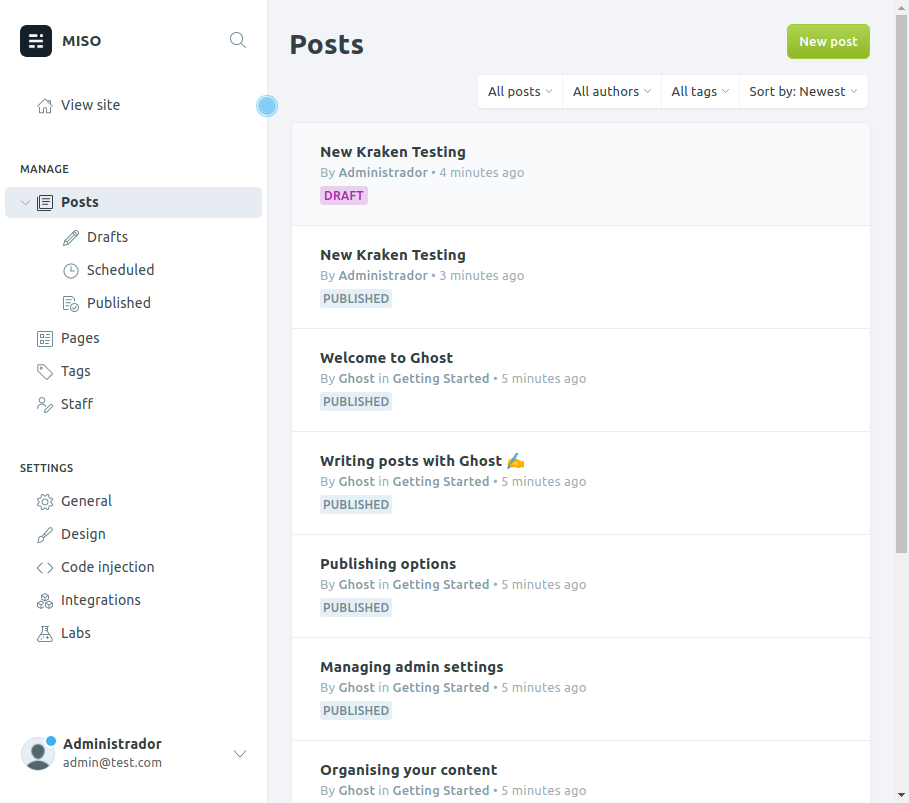 MISO
View site
MANAGE
Posts
Drafts
Scheduled
Published
Pages
Tags
Staff
SETTINGS
General
Design
Code injection
Integrations
Labs
Administrador
admin@test.com
Posts
New post
All posts
All authors
All tags
Sort by: Newest
New Kraken Testing
By Administrador • 4 minutes ago
DRAFT
New Kraken Testing
By Administrador • 3 minutes ago
PUBLISHED
Welcome to Ghost
By Ghost in Getting Started • 5 minutes ago
PUBLISHED
Writing posts with Ghost ✍️
By Ghost in Getting Started • 5 minutes ago
PUBLISHED
Publishing options
By Ghost in Getting Started • 5 minutes ago
PUBLISHED
Managing admin settings
By Ghost in Getting Started • 5 minutes ago
PUBLISHED
Organising your content
By Ghost in Getting Started • 5 minutes ago